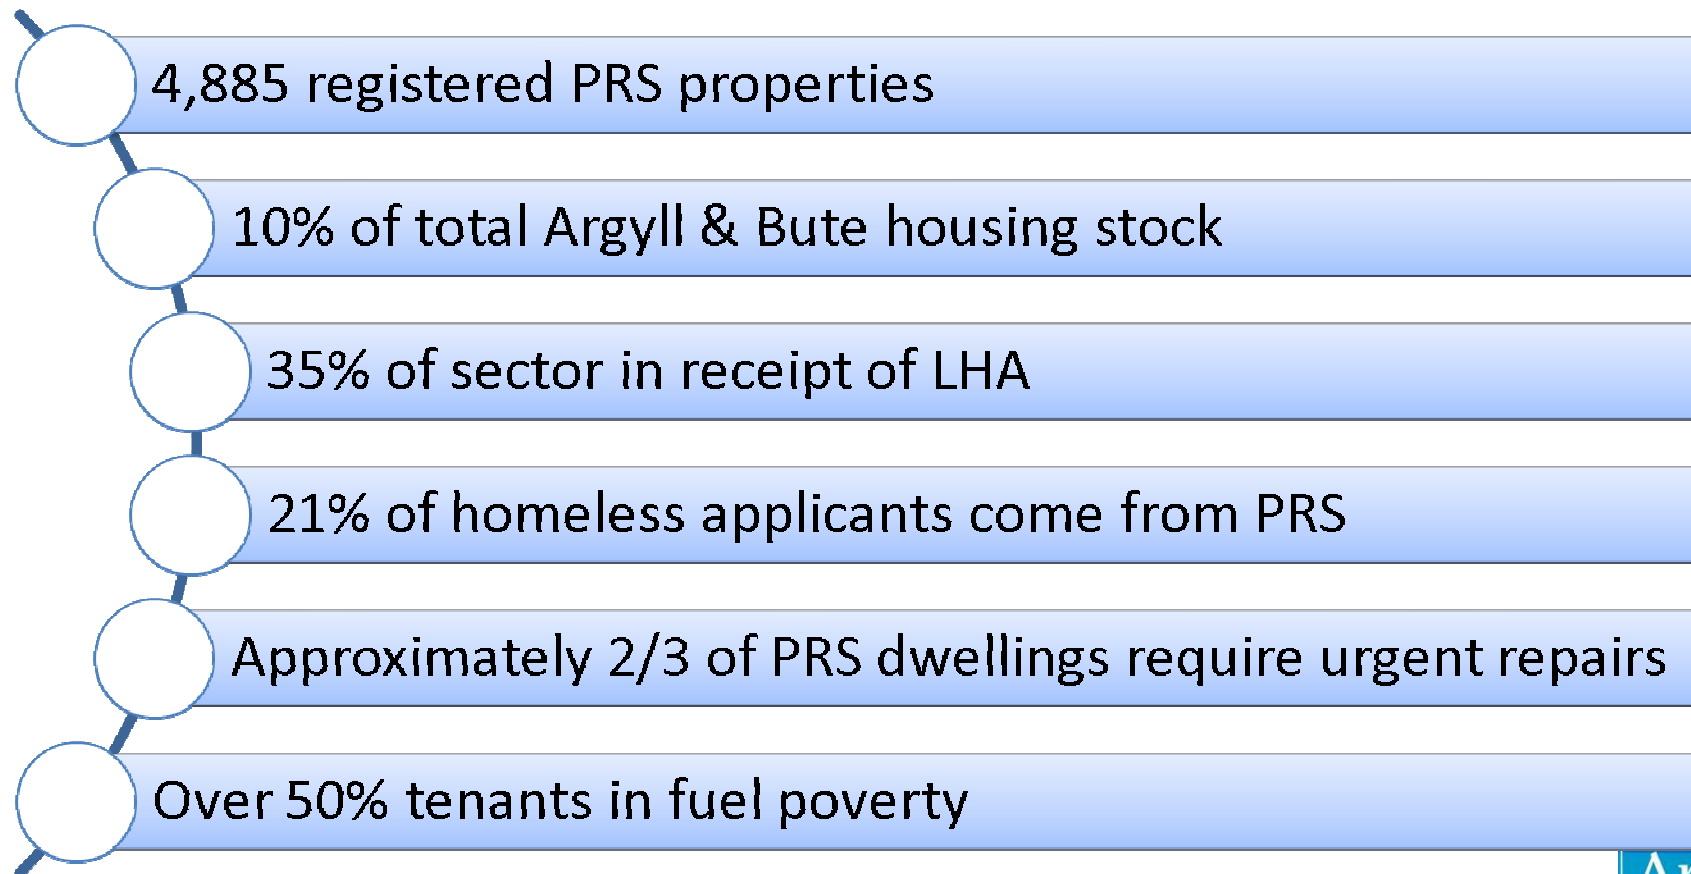 4,885 registered PRS properties
10% of total Argyll & Bute housing stock
35% of sector in receipt of LHA
21% of homeless applicants come from PRS
Approximately 2/3 of PRS dwellings require urgent repairs
Over 50% tenants in fuel poverty